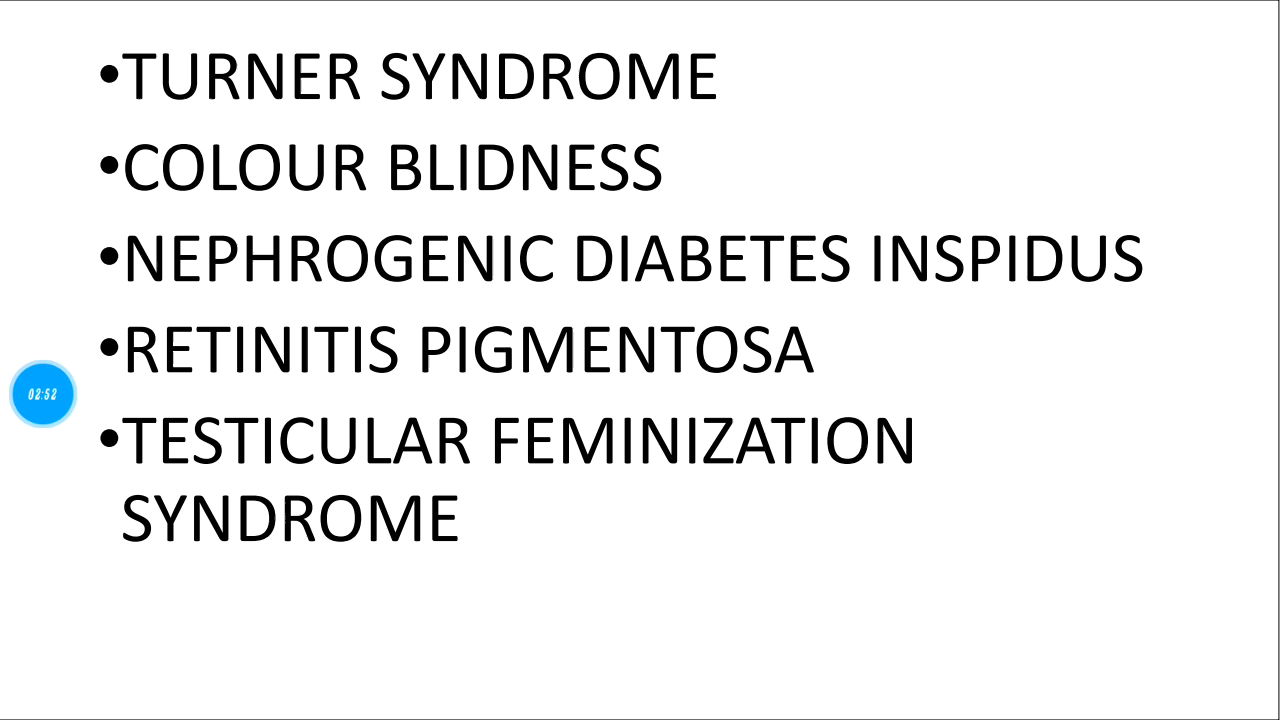 •TURNER SYNDROME
•COLOUR BLIDNESS
•NEPHROGENIC DIABETES INSPIDUS
•RETINITIS PIGMENTOSA
02:52
•TESTICULAR FEMINIZATION
SYNDROME